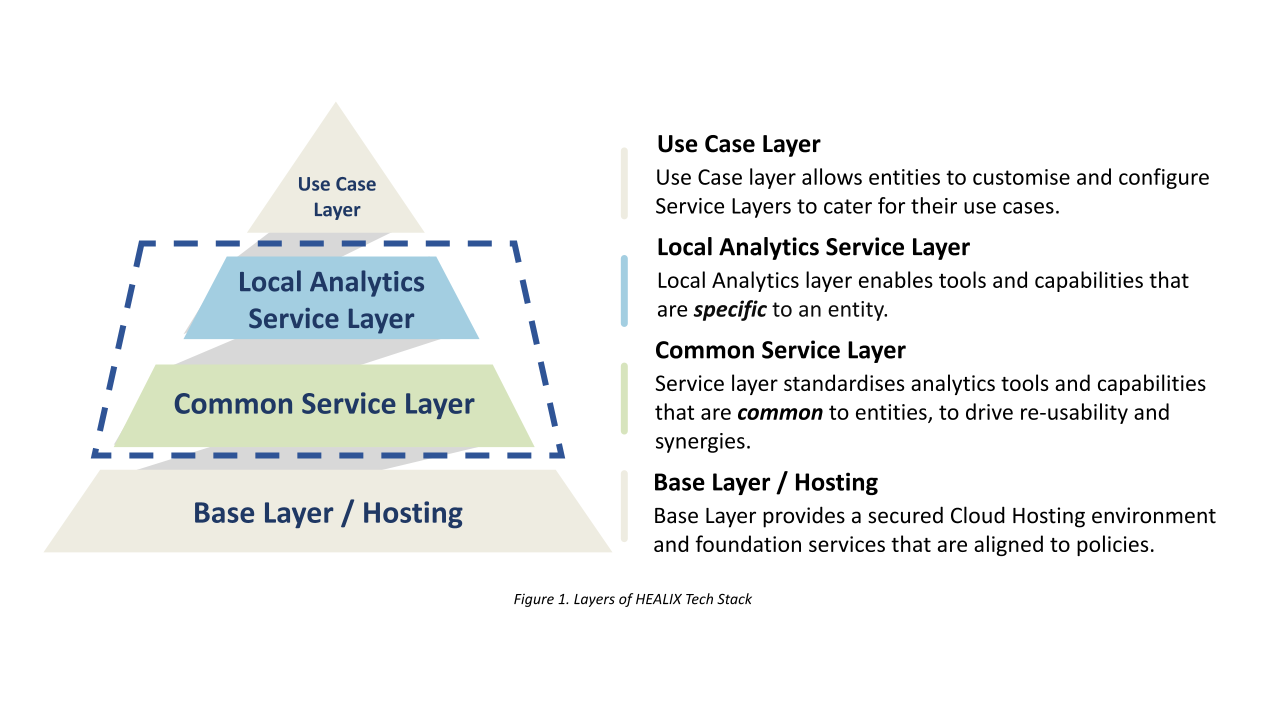 Use Case
Layer
Local Analytics
Service Layer
Common Service Layer
Base Layer / Hosting
Use Case Layer
Use Case layer allows entities to customise and configure
Service Layers to cater for their use cases.
Local Analytics Service Layer
Local Analytics layer enables tools and capabilities that
are specific to an entity.
Common Service Layer
Service layer standardises analytics tools and capabilities
that are common to entities, to drive re-usability and
synergies.
Base Layer / Hosting
Base Layer provides a secured Cloud Hosting environment
and foundation services that are aligned to policies.
Figure 1. Layers of HEALIX Tech Stack